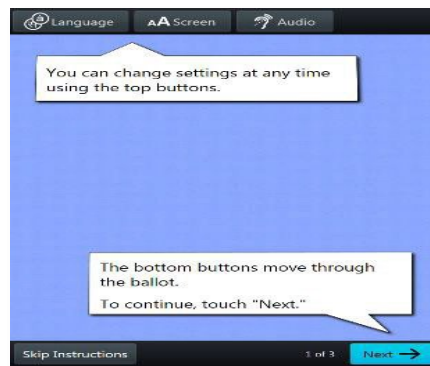 Language AA Screen Audio
You can change settings at any time
using the top buttons.
The bottom buttons move through
the ballot.
To continue, touch "Next."
Skip Instructions 1 of 3 Next →